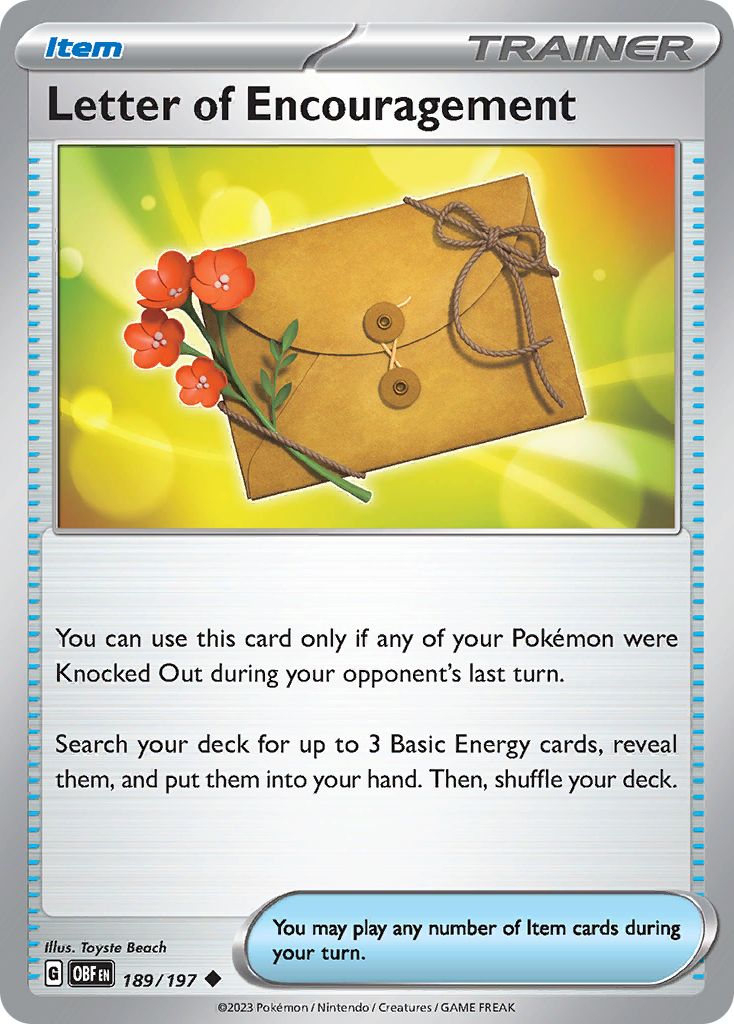 Item
TRAINER
Letter of Encouragement
You can use this card only if any of your Pokémon were
Knocked Out during your opponent's last turn.
Search your deck for up to 3 Basic Energy cards, reveal
them, and put them into your hand. Then, shuffle your deck.
You may play any number of Item cards during
your turn.
Illus. Toyste Beach
G OBF EN 189/197
©2023 Pokémon / Nintendo / Creatures / GAME FREAK